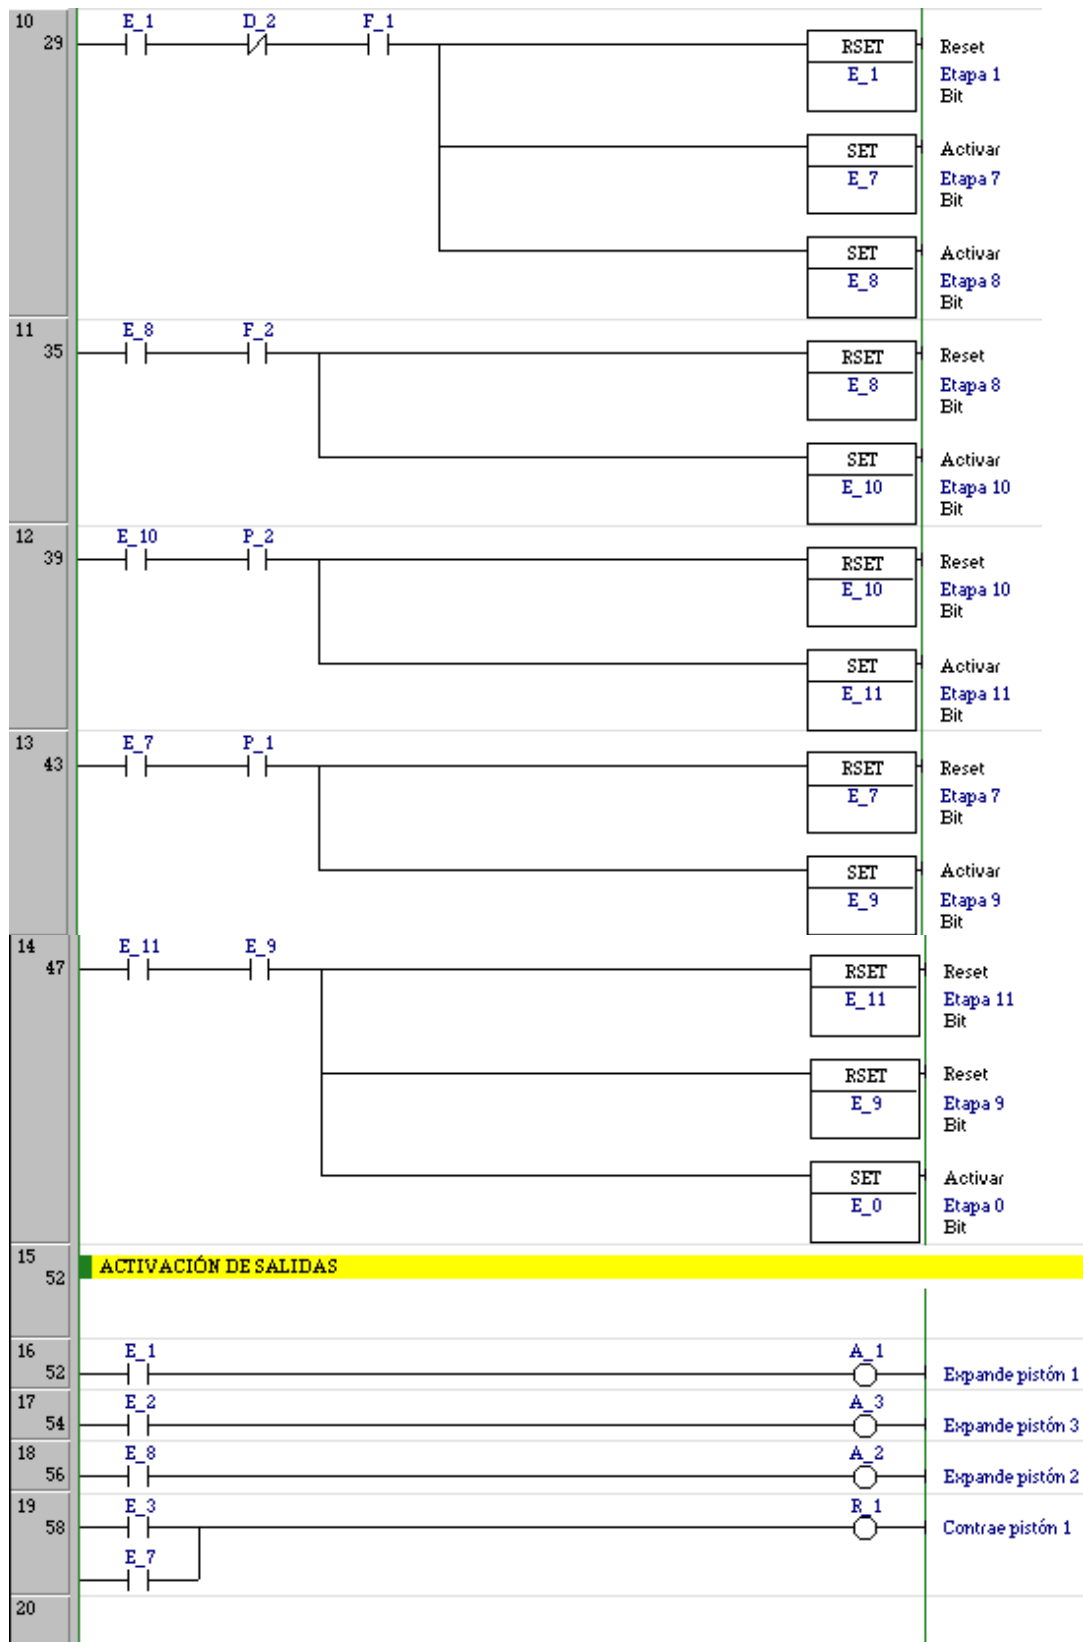 10 E_1 D_2 F_1
29 RSET Reset
E_1 Etapa 1
Bit
SET Activar
E_7 Etapa 7
Bit
SET Activar
E_8 Etapa 8
Bit
11 E_8 F_2
35 RSET Reset
E_8 Etapa 8
Bit
SET Activar
E_10 Etapa 10
Bit
12 E_10 P_2
39 RSET Reset
E_10 Etapa 10
Bit
SET Activar
E_11 Etapa 11
Bit
13 E_7 P_1
43 RSET Reset
E_7 Etapa 7
Bit
SET Activar
E_9 Etapa 9
Bit
14 E_11 E_9
47 RSET Reset
E_11 Etapa 11
Bit
RSET Reset
E_9 Etapa 9
Bit
SET Activar
E_0 Etapa 0
Bit
15 ACTIVACIÓN DE SALIDAS
52
16 E_1 A_1
52 Expande pistón 1
17 E_2 A_3
54 Expande pistón 3
18 E_8 A_2
56 Expande pistón 2
19 E_3 R_1
58 Contrae pistón 1
E_7
20